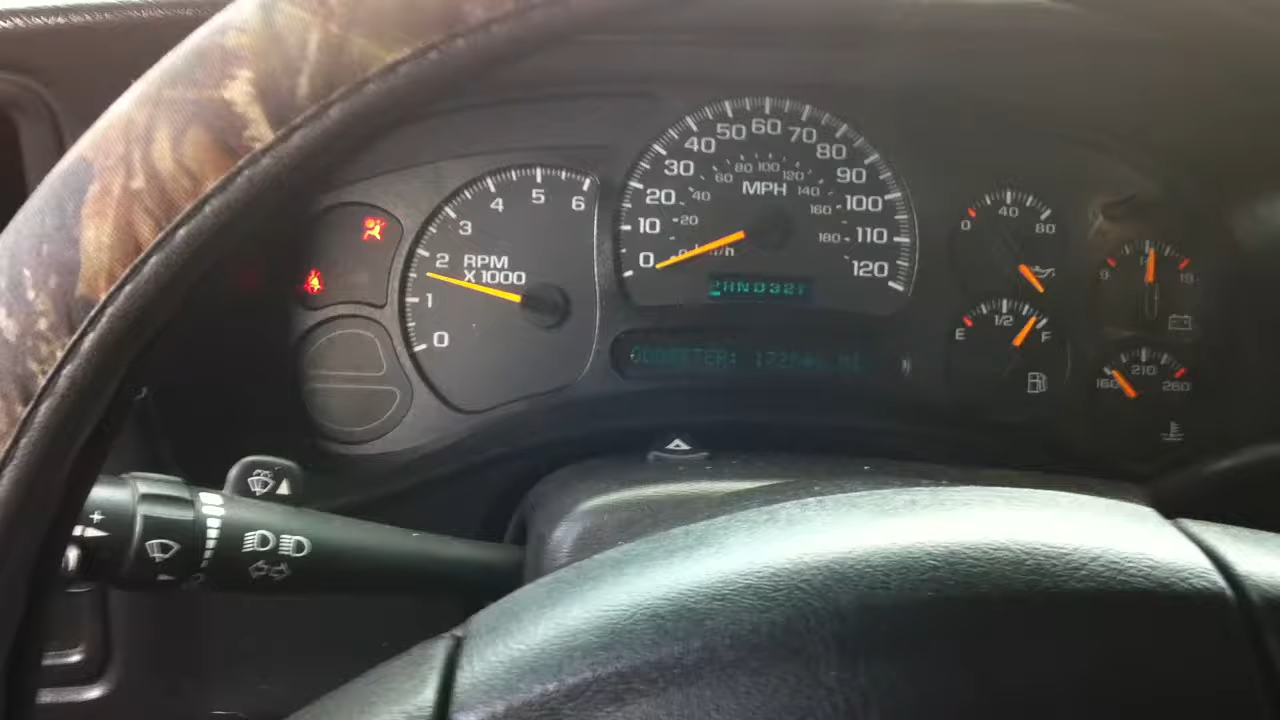 0 1 2 3 4 5 6
RPM
X 1000
0 10 20 30 40 50 60 70 80 90 100 110 120
20 40 60 80 100 120 140 160 180
MPH
km/h
ODOMETER:
0 40 80
E 1/2 F
9 19
160 210 260